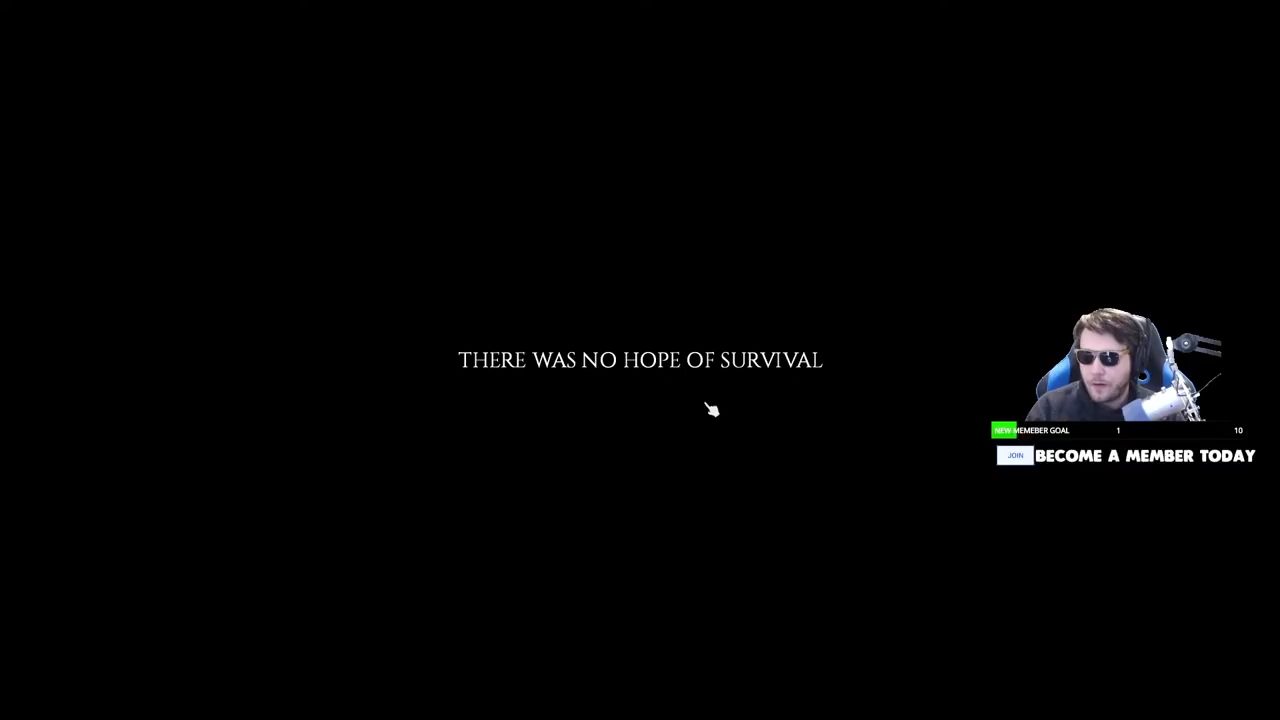 THERE WAS NO HOPE OF SURVIVAL
NEW MEMEBER GOAL 1 10
JOIN BECOME A MEMBER TODAY